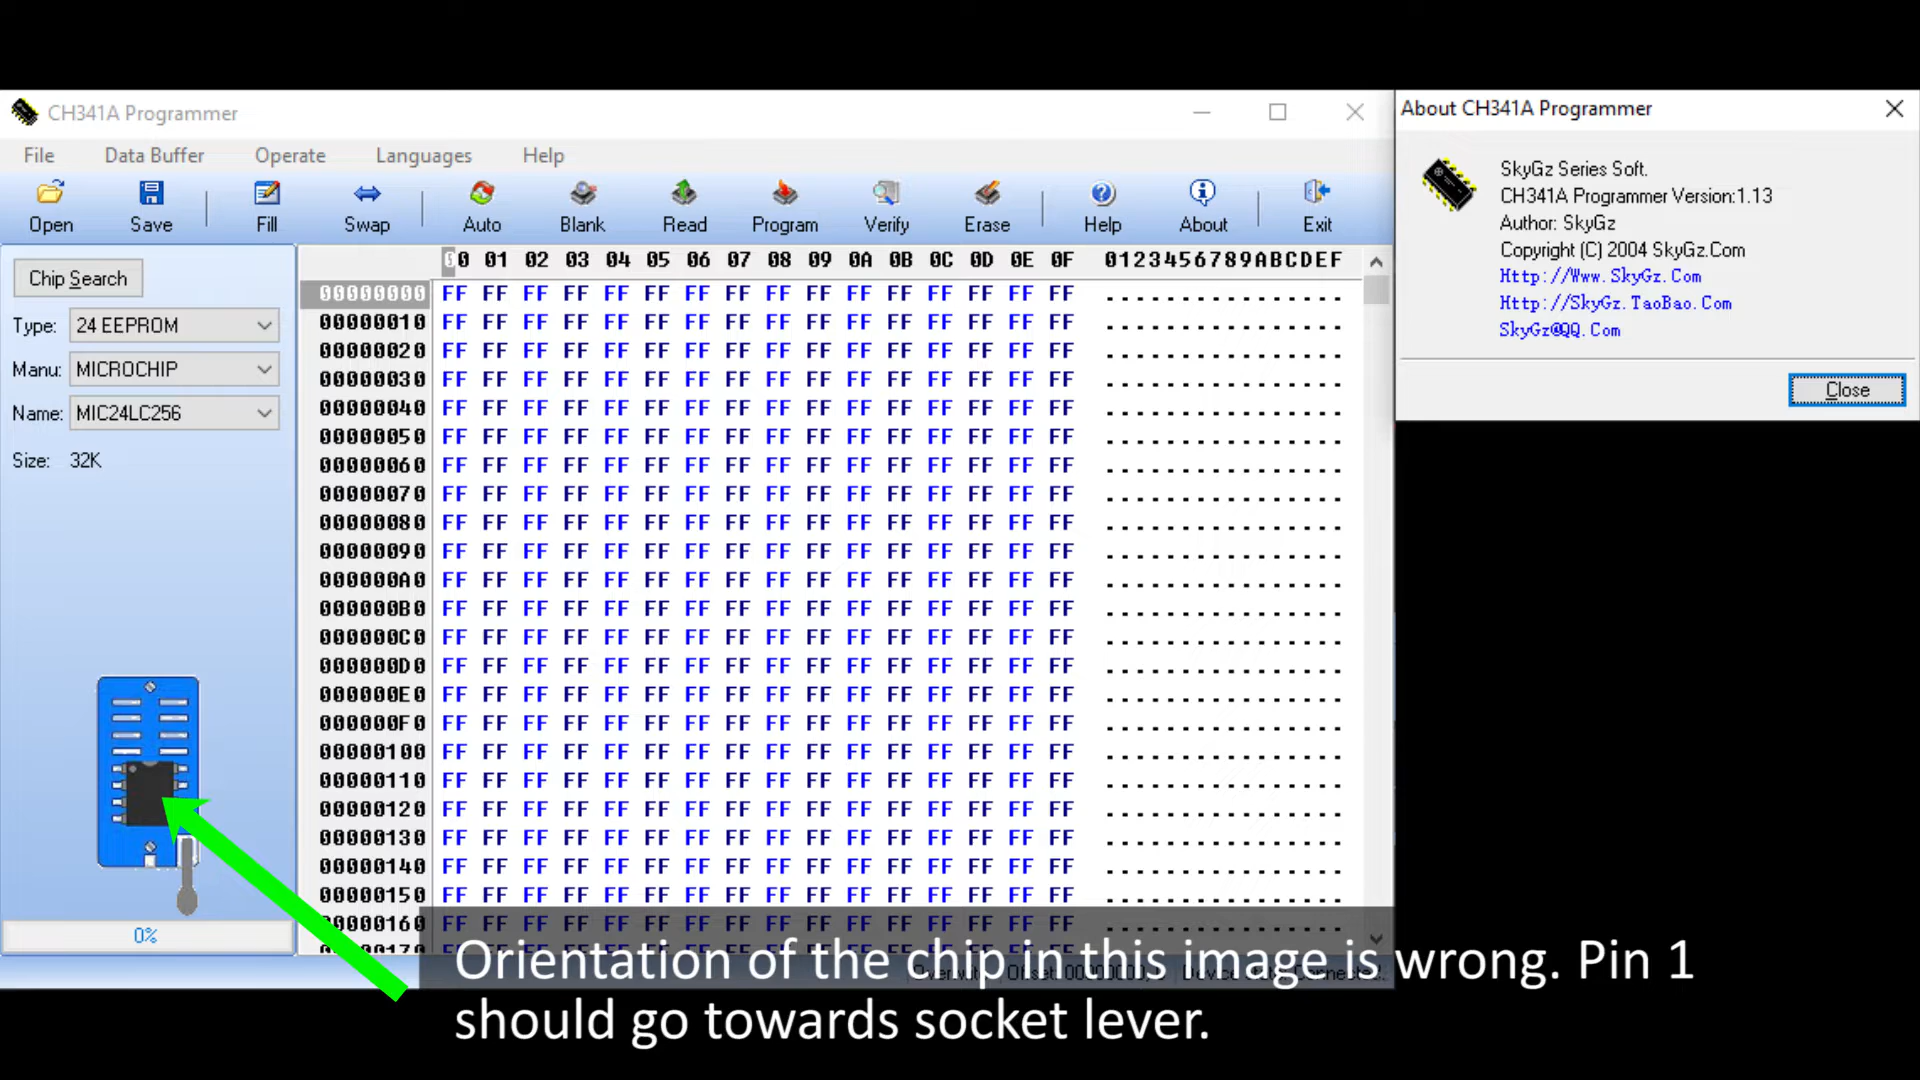 CH341A Programmer
File Data Buffer Operate Languages Help
Open Save Fill Swap Auto Blank Read Program Verify Erase Help About Exit
Chip Search
Type: 24 EEPROM
Manu: MICROCHIP
Name: MIC24LC256
Size: 32K
0%
0 01 02 03 04 05 06 07 08 09 0A 0B 0C 0D 0E 0F 0123456789ABCDEF
00000000 FF FF FF FF FF FF FF FF FF FF FF FF FF FF FF FF ................
00000010 FF FF FF FF FF FF FF FF FF FF FF FF FF FF FF FF ................
00000020 FF FF FF FF FF FF FF FF FF FF FF FF FF FF FF FF ................
00000030 FF FF FF FF FF FF FF FF FF FF FF FF FF FF FF FF ................
00000040 FF FF FF FF FF FF FF FF FF FF FF FF FF FF FF FF ................
00000050 FF FF FF FF FF FF FF FF FF FF FF FF FF FF FF FF ................
00000060 FF FF FF FF FF FF FF FF FF FF FF FF FF FF FF FF ................
00000070 FF FF FF FF FF FF FF FF FF FF FF FF FF FF FF FF ................
00000080 FF FF FF FF FF FF FF FF FF FF FF FF FF FF FF FF ................
00000090 FF FF FF FF FF FF FF FF FF FF FF FF FF FF FF FF ................
000000A0 FF FF FF FF FF FF FF FF FF FF FF FF FF FF FF FF ................
000000B0 FF FF FF FF FF FF FF FF FF FF FF FF FF FF FF FF ................
000000C0 FF FF FF FF FF FF FF FF FF FF FF FF FF FF FF FF ................
000000D0 FF FF FF FF FF FF FF FF FF FF FF FF FF FF FF FF ................
000000E0 FF FF FF FF FF FF FF FF FF FF FF FF FF FF FF FF ................
000000F0 FF FF FF FF FF FF FF FF FF FF FF FF FF FF FF FF ................
00000100 FF FF FF FF FF FF FF FF FF FF FF FF FF FF FF FF ................
00000110 FF FF FF FF FF FF FF FF FF FF FF FF FF FF FF FF ................
00000120 FF FF FF FF FF FF FF FF FF FF FF FF FF FF FF FF ................
00000130 FF FF FF FF FF FF FF FF FF FF FF FF FF FF FF FF ................
00000140 FF FF FF FF FF FF FF FF FF FF FF FF FF FF FF FF ................
00000150 FF FF FF FF FF FF FF FF FF FF FF FF FF FF FF FF ................
00000160 FF FF FF FF FF FF FF FF FF FF FF FF FF FF FF FF ................
About CH341A Programmer
SkyGz Series Soft.
CH341A Programmer Version:1.13
Author: SkyGz
Copyright (C) 2004 SkyGz.Com
Http://Www.SkyGz.Com
Http://SkyGz.TaoBao.Com
SkyGz@QQ.Com
Close
Orientation of the chip in this image is wrong. Pin 1
should go towards socket lever.